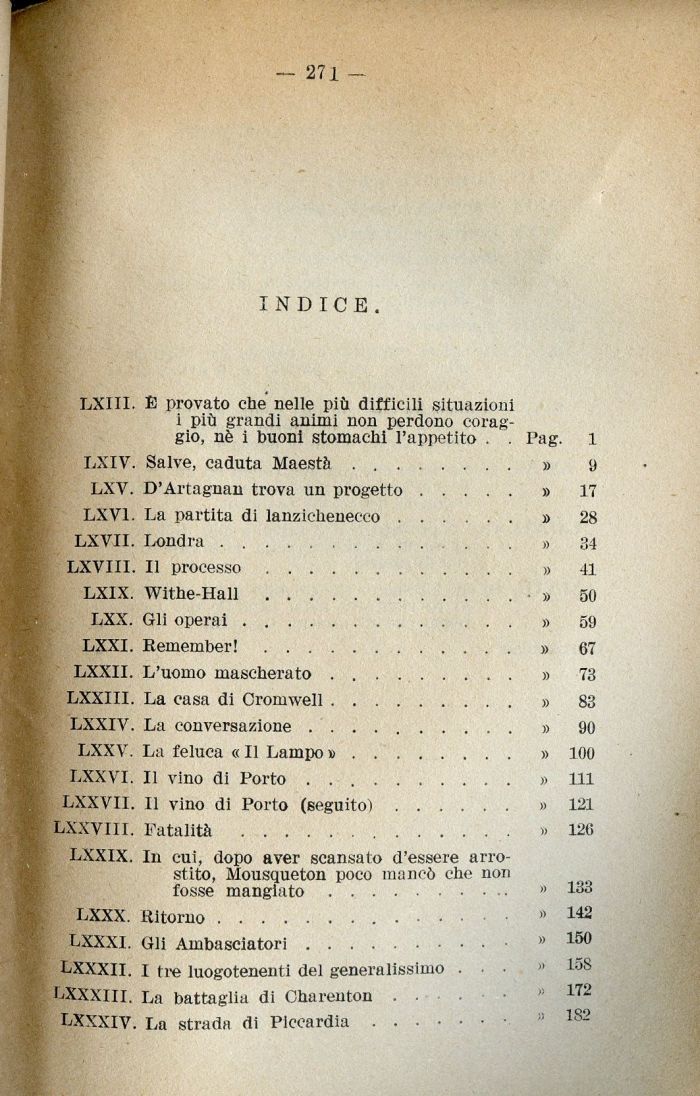 — 271 —
INDICE.
LXIII. È provato che nelle più difficili situazioni
i più grandi animi non perdono corag-
gio, nè i buoni stomachi l'appetito . . Pag. 1
LXIV. Salve, caduta Maestà . . . . . . . . » 9
LXV. D'Artagnan trova un progetto . . . . . » 17
LXVI. La partita di lanzichenecco . . . . . . » 28
LXVII. Londra . . . . . . . . . . . . . . » 34
LXVIII. Il processo . . . . . . . . . . . . » 41
LXIX. Withe-Hall . . . . . . . . . . . . » 50
LXX. Gli operai . . . . . . . . . . . . . » 59
LXXI. Remember! . . . . . . . . . . . . » 67
LXXII. L'uomo mascherato . . . . . . . . . » 73
LXXIII. La casa di Cromwell . . . . . . . . . » 83
LXXIV. La conversazione . . . . . . . . . . » 90
LXXV. La feluca « Il Lampo » . . . . . . . . » 100
LXXVI. Il vino di Porto . . . . . . . . . . » 111
LXXVII. Il vino di Porto (seguito) . . . . . . » 121
LXXVIII. Fatalità . . . . . . . . . . . . . » 126
LXXIX. In cui, dopo aver scansato d'essere arro-
stito, Mousqueton poco mancò che non
fosse mangiato . . . . . . . . . » 133
LXXX. Ritorno . . . . . . . . . . . . . . » 142
LXXXI. Gli Ambasciatori . . . . . . . . . . » 150
LXXXII. I tre luogotenenti del generalissimo . . . » 158
LXXXIII. La battaglia di Charenton . . . . . . » 172
LXXXIV. La strada di Piccardia . . . . . . . » 182